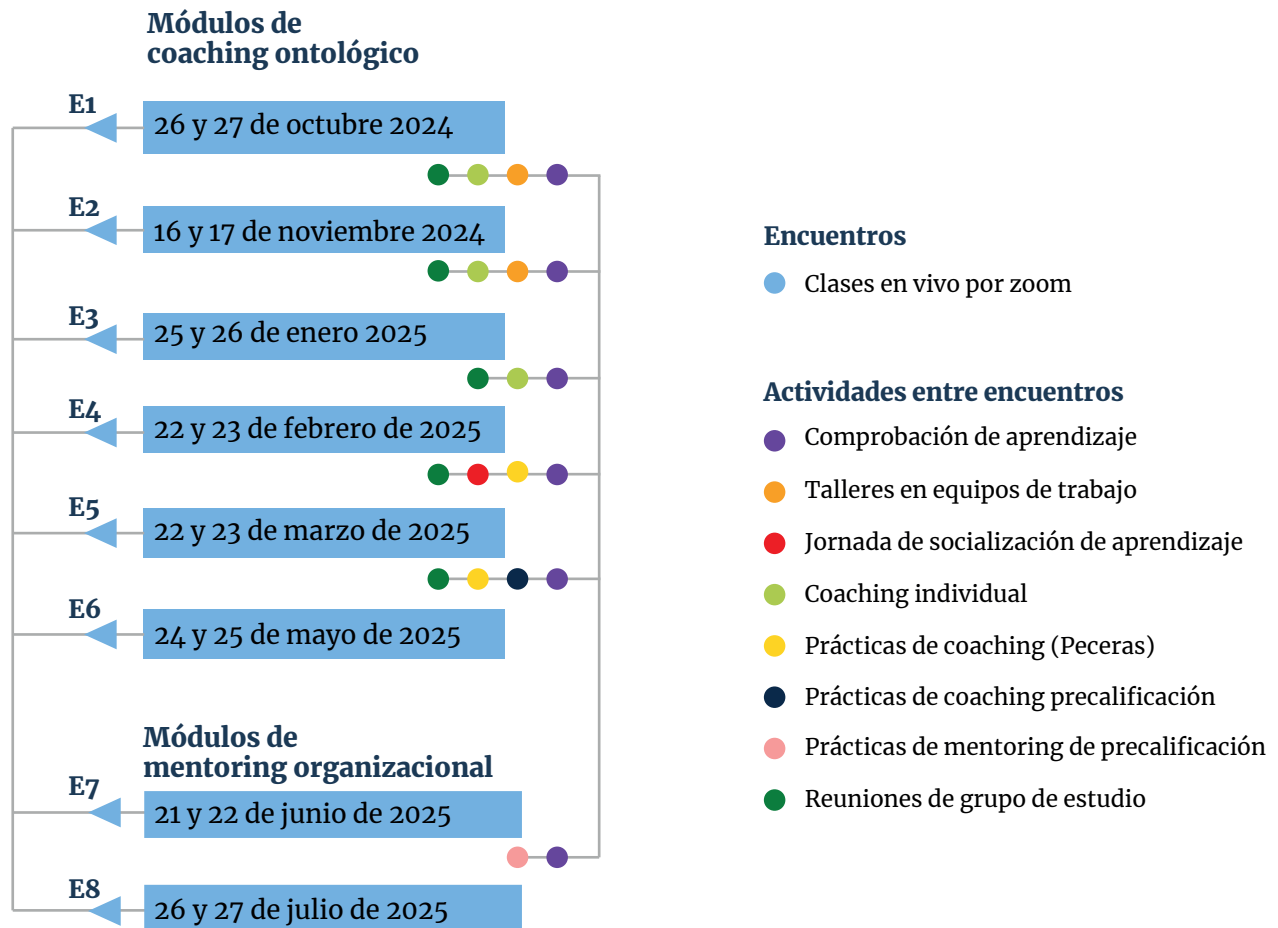 Módulos de
coaching ontológico
E1
26 y 27 de octubre 2024
E2
16 y 17 de noviembre 2024
E3
25 y 26 de enero 2025
E4
22 y 23 de febrero de 2025
E5
22 y 23 de marzo de 2025
E6
24 y 25 de mayo de 2025
Módulos de
mentoring organizacional
E7
21 y 22 de junio de 2025
E8
26 y 27 de julio de 2025
Encuentros
Clases en vivo por zoom
Actividades entre encuentros
Comprobación de aprendizaje
Talleres en equipos de trabajo
Jornada de socialización de aprendizaje
Coaching individual
Prácticas de coaching (Peceras)
Prácticas de coaching precalificación
Prácticas de mentoring de precalificación
Reuniones de grupo de estudio